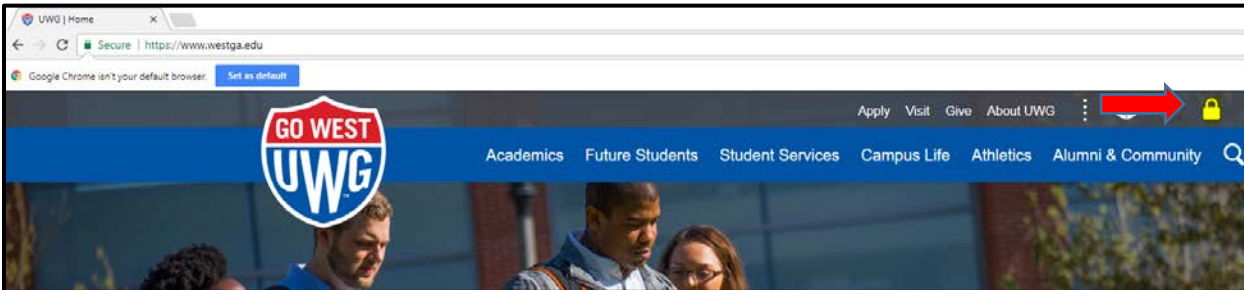 UWG | Home
Secure | https://www.westga.edu
Google Chrome isn't your default browser. Set as default
Apply Visit Give About UWG
GO WEST
UWG
Academics Future Students Student Services Campus Life Athletics Alumni & Community